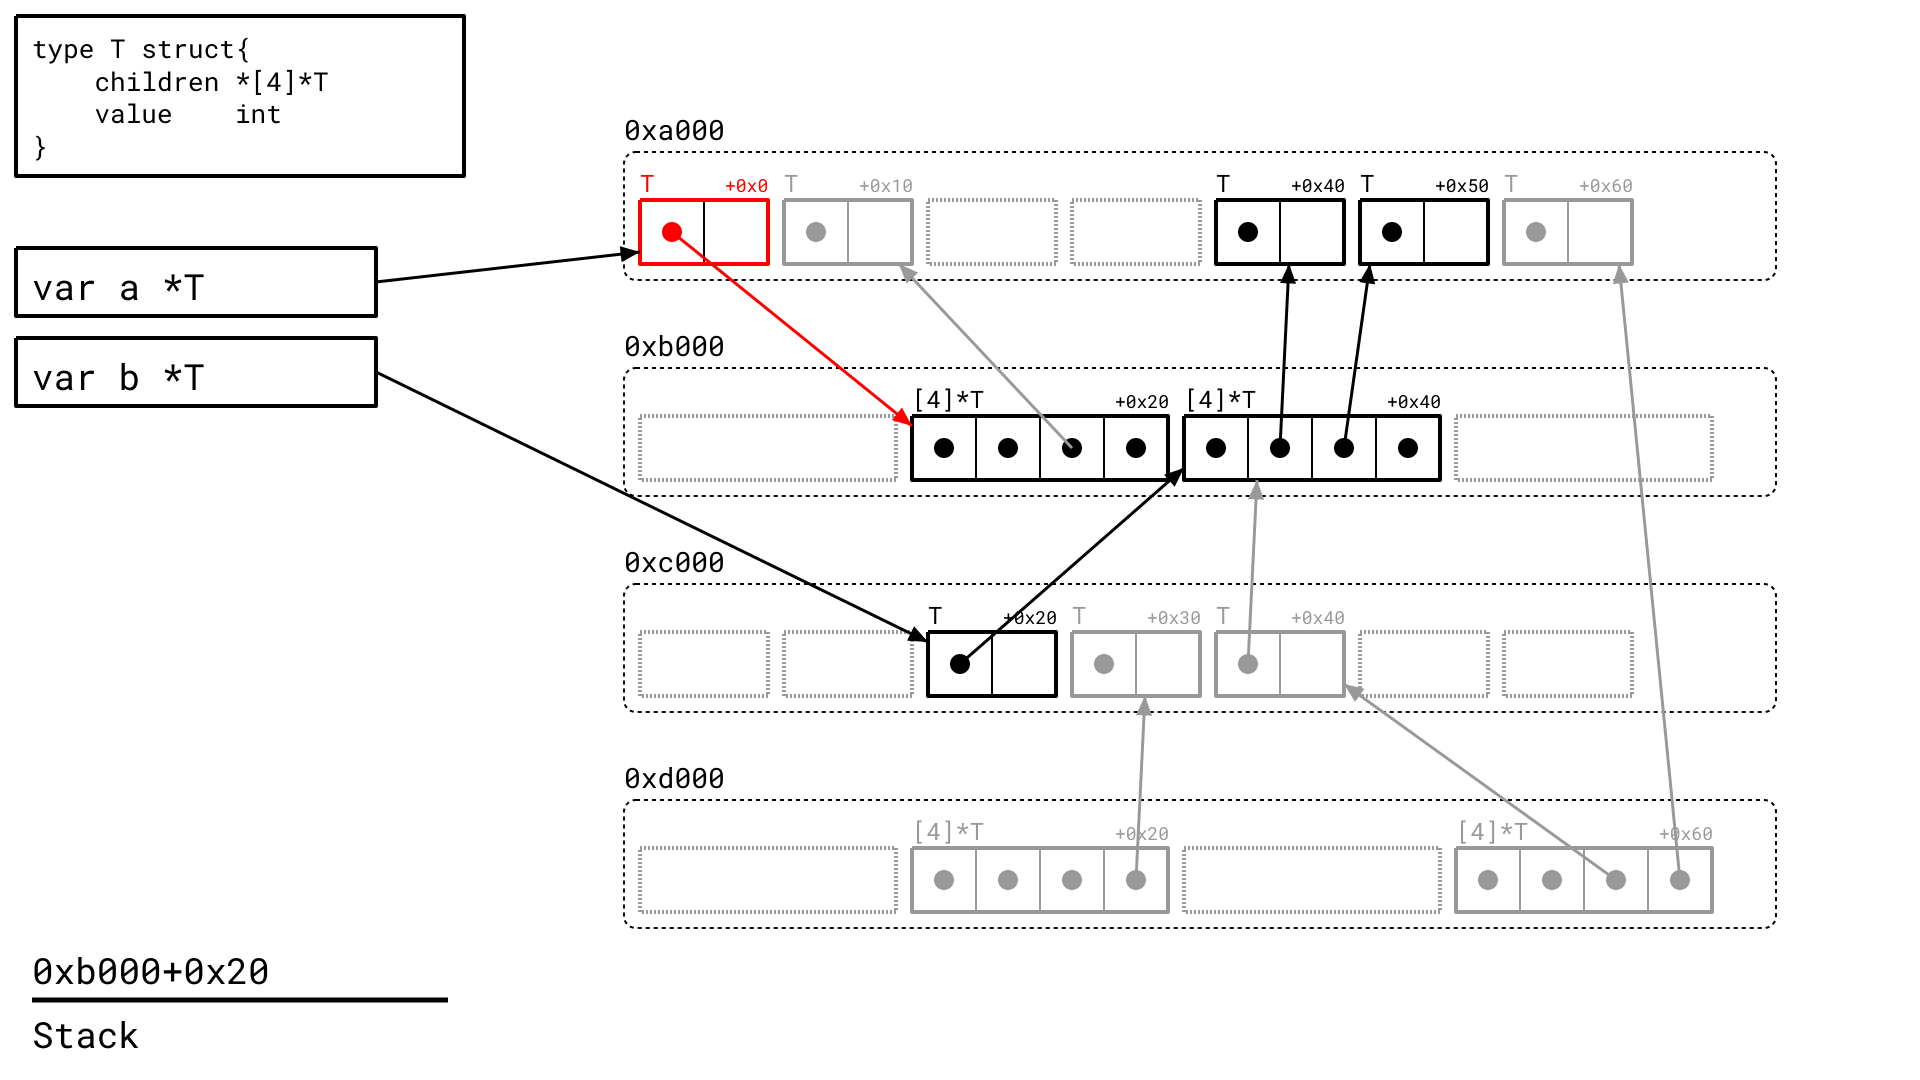 type T struct{
    children *[4]*T
    value    int
}
var a *T
var b *T
0xa000
T +0x0 T +0x10 T +0x40 T +0x50 T +0x60
0xb000
[4]*T +0x20 [4]*T +0x40
0xc000
T +0x20 T +0x30 T +0x40
0xd000
[4]*T +0x20 [4]*T +0x60
0xb000+0x20
Stack